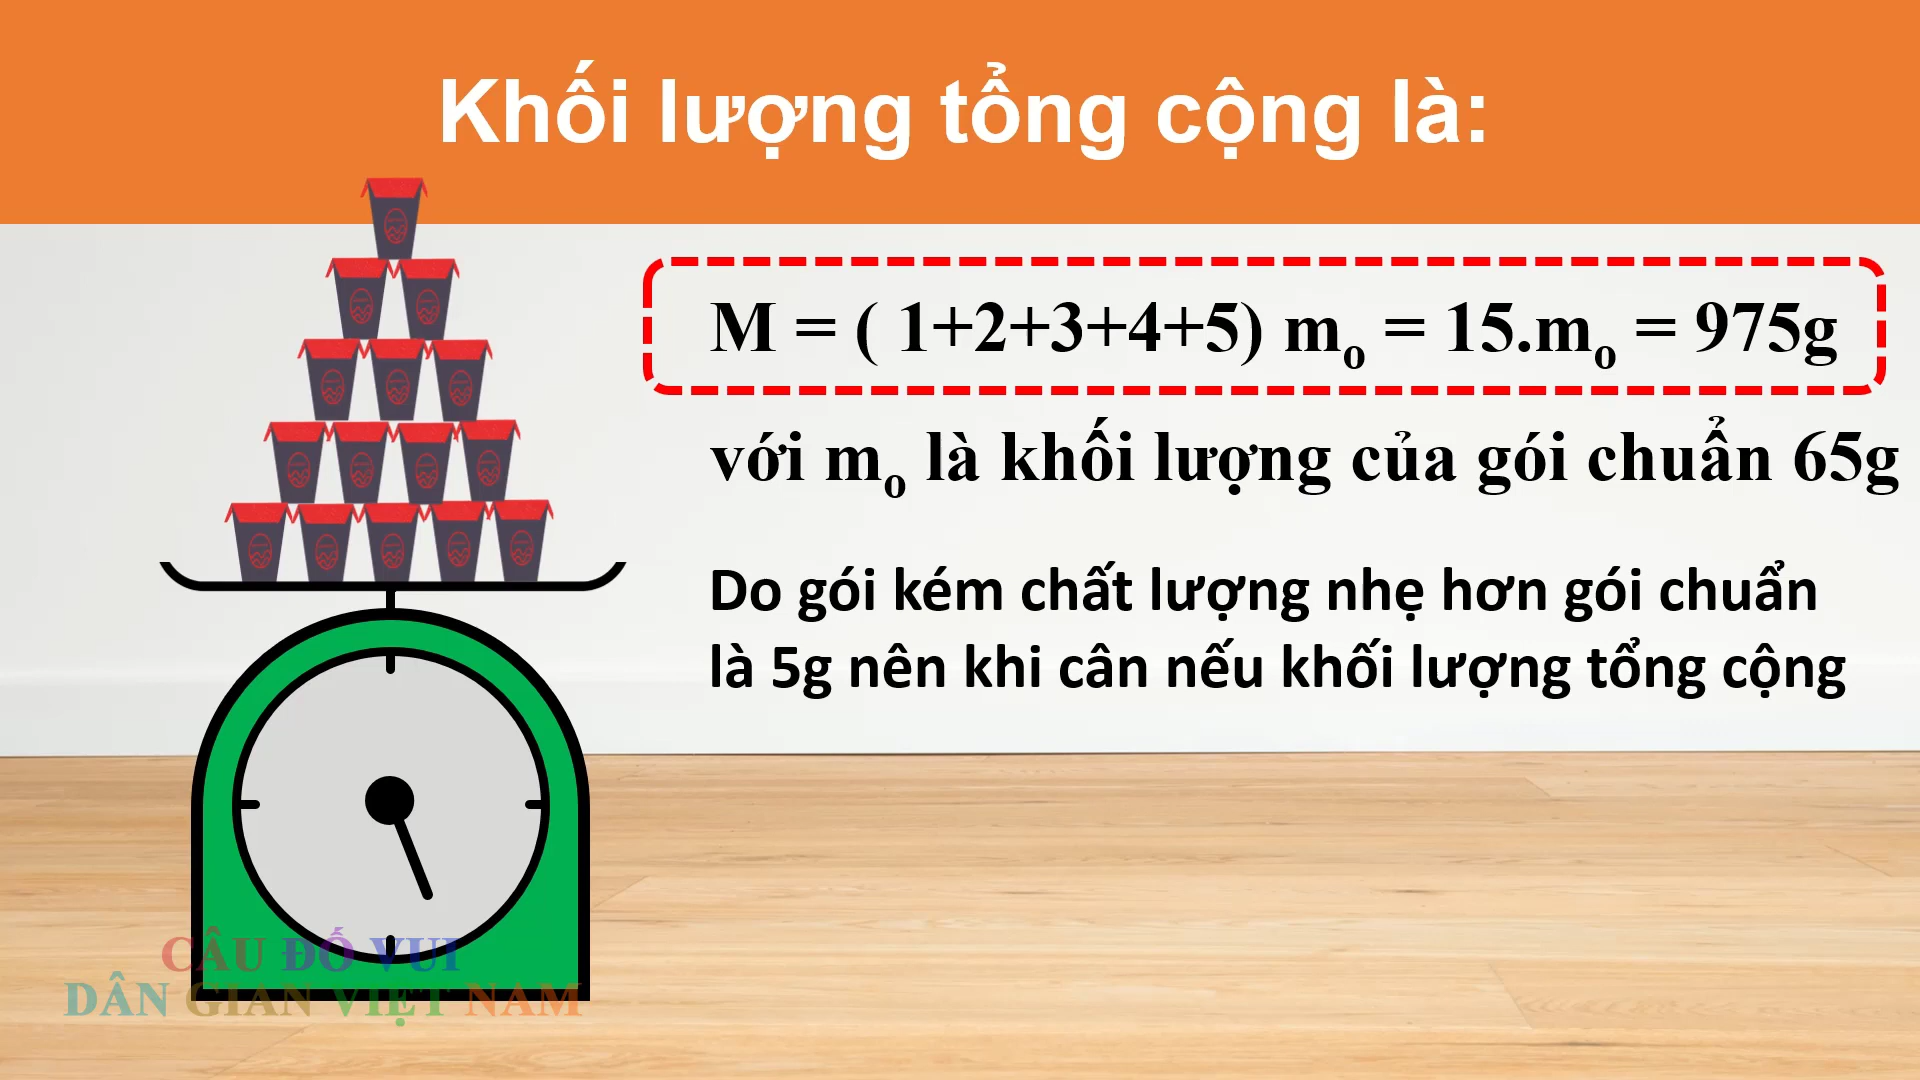 Khối lượng tổng cộng là:
M = ( 1+2+3+4+5) mo = 15.mo = 975g
với mo là khối lượng của gói chuẩn 65g
Do gói kém chất lượng nhẹ hơn gói chuẩn
là 5g nên khi cân nếu khối lượng tổng cộng
CÂU ĐỐ VUI
DÂN GIAN VIỆT NAM